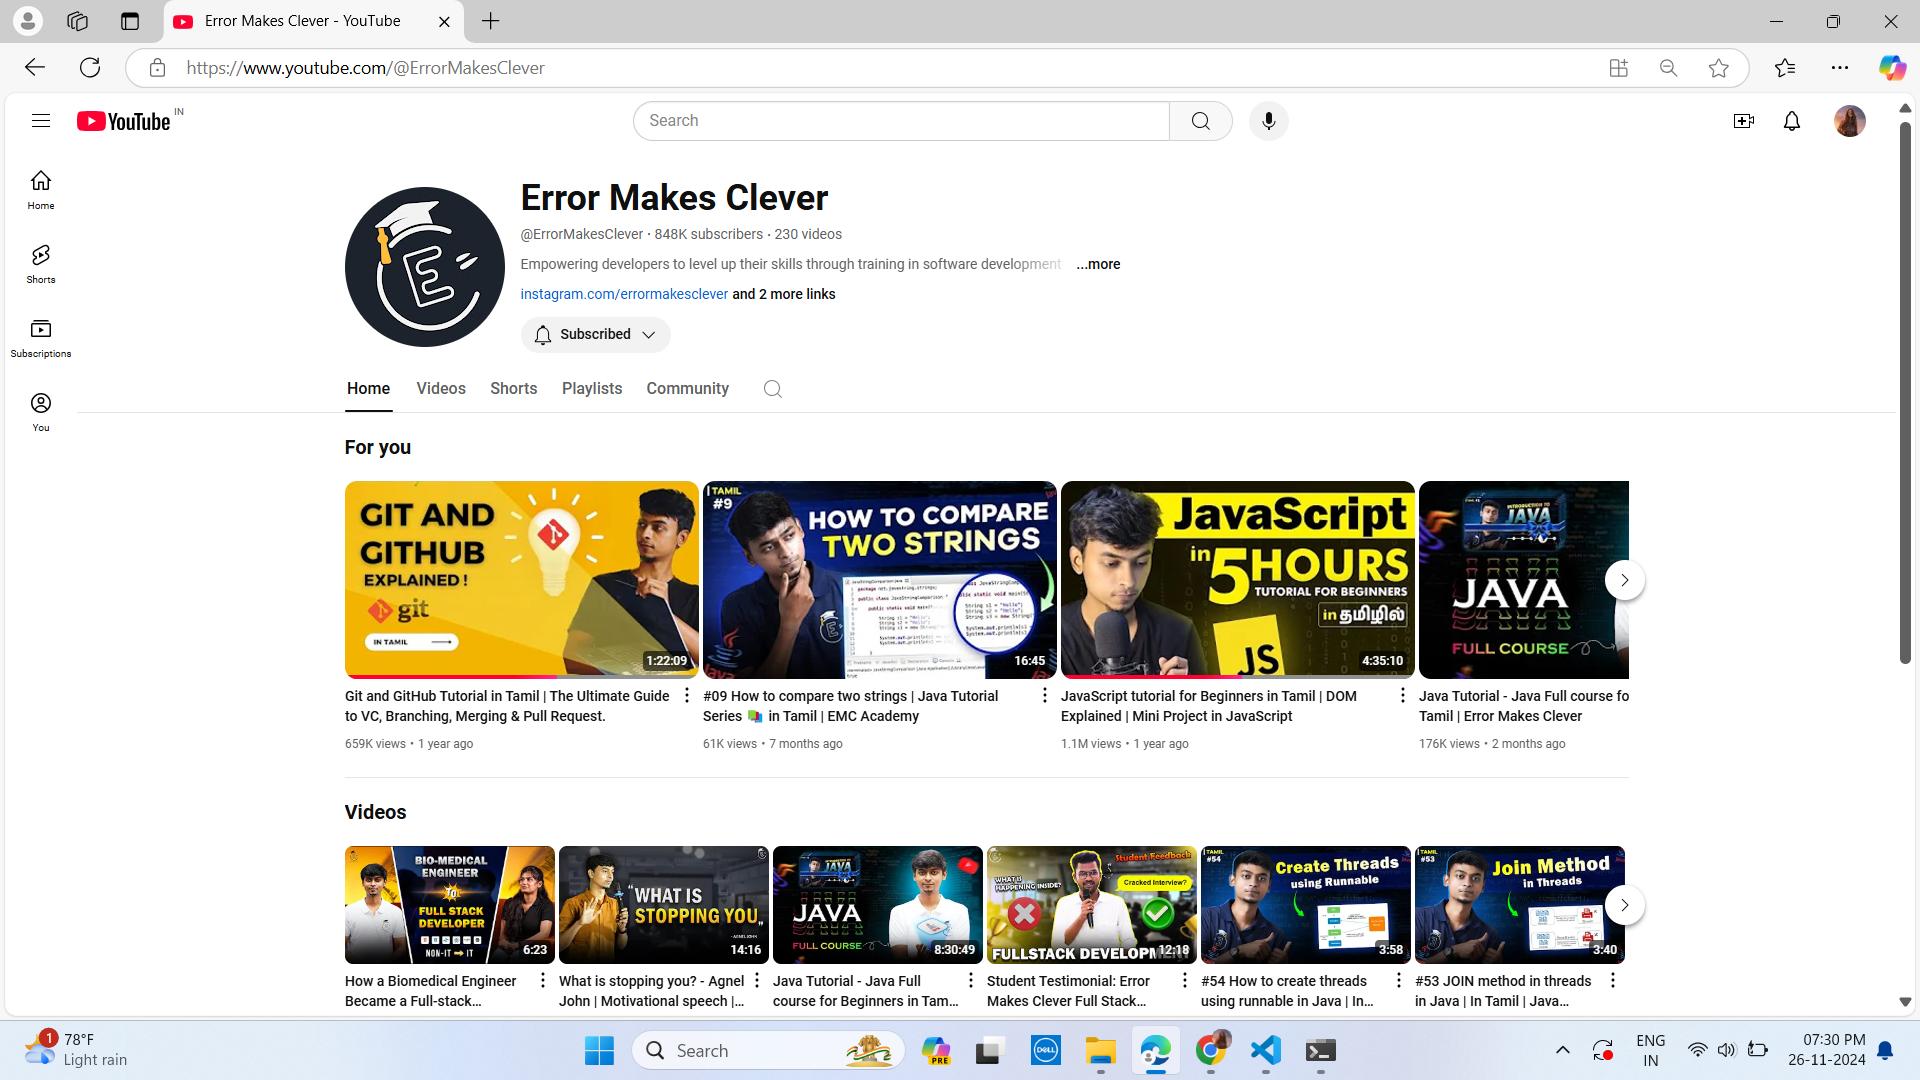 Error Makes Clever - YouTube
https://www.youtube.com/@ErrorMakesClever
YouTube IN
Search
Home
Shorts
Subscriptions
You
Error Makes Clever
@ErrorMakesClever • 848K subscribers • 230 videos
Empowering developers to level up their skills through training in software development ...more
instagram.com/errormakesclever and 2 more links
Subscribed
Home Videos Shorts Playlists Community
For you
GIT AND
GITHUB
EXPLAINED !
git
IN TAMIL
1:22:09
TAMIL
#9
HOW TO COMPARE
TWO STRINGS
16:45
JavaScript
in 5 HOURS
TUTORIAL FOR BEGINNERS
in தமிழில்
JS
4:35:10
INTRODUCTION TO
JAVA
JAVA
FULL COURSE
Git and GitHub Tutorial in Tamil | The Ultimate Guide
to VC, Branching, Merging & Pull Request.
659K views • 1 year ago
#09 How to compare two strings | Java Tutorial
Series 📚 in Tamil | EMC Academy
61K views • 7 months ago
JavaScript tutorial for Beginners in Tamil | DOM
Explained | Mini Project in JavaScript
1.1M views • 1 year ago
Java Tutorial - Java Full course fo
Tamil | Error Makes Clever
176K views • 2 months ago
Videos
BIO-MEDICAL
ENGINEER
To
FULL STACK
DEVELOPER
NON-IT IT
6:23
"WHAT IS
STOPPING YOU„
- AGNEL JOHN
14:16
JAVA
JAVA
FULL COURSE
8:30:49
Student Feedback
WHAT IS
HAPPENING INSIDE?
Cracked Interview?
FULLSTACK DEVELOPMENT
12:18
TAMIL
#54
Create Threads
using Runnable
3:58
TAMIL
#53
Join Method
in Threads
3:40
How a Biomedical Engineer
Became a Full-stack...
What is stopping you? - Agnel
John | Motivational speech |...
Java Tutorial - Java Full
course for Beginners in Tam...
Student Testimonial: Error
Makes Clever Full Stack...
#54 How to create threads
using runnable in Java | In...
#53 JOIN method in threads
in Java | In Tamil | Java...
1
78°F
Light rain
Search
PRE
DELL
ENG
IN
07:30 PM
26-11-2024